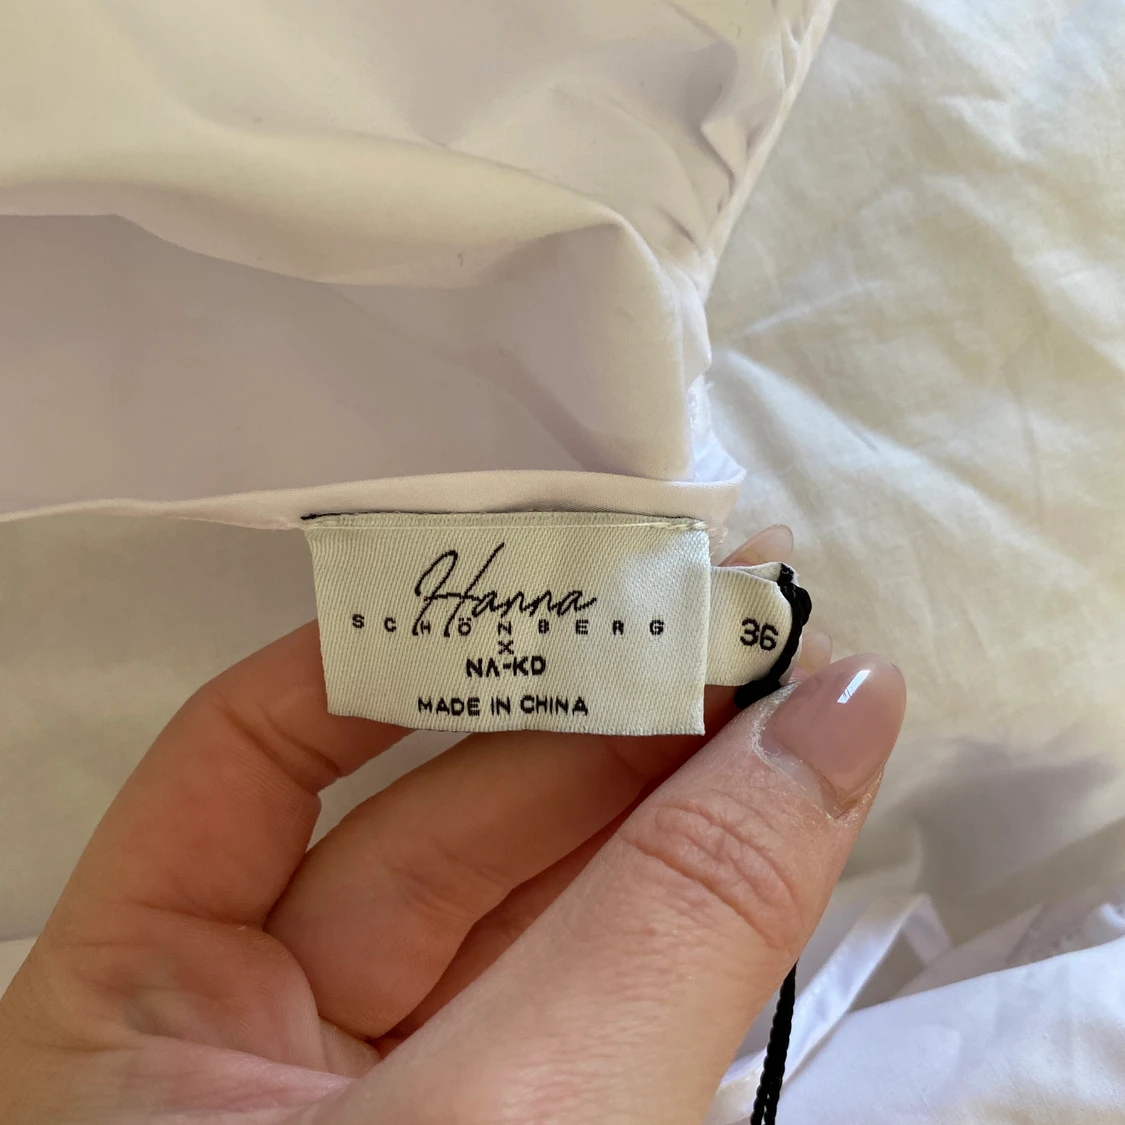 Hanna
SCHÖNBERG
X
NA-KD
MADE IN CHINA
36